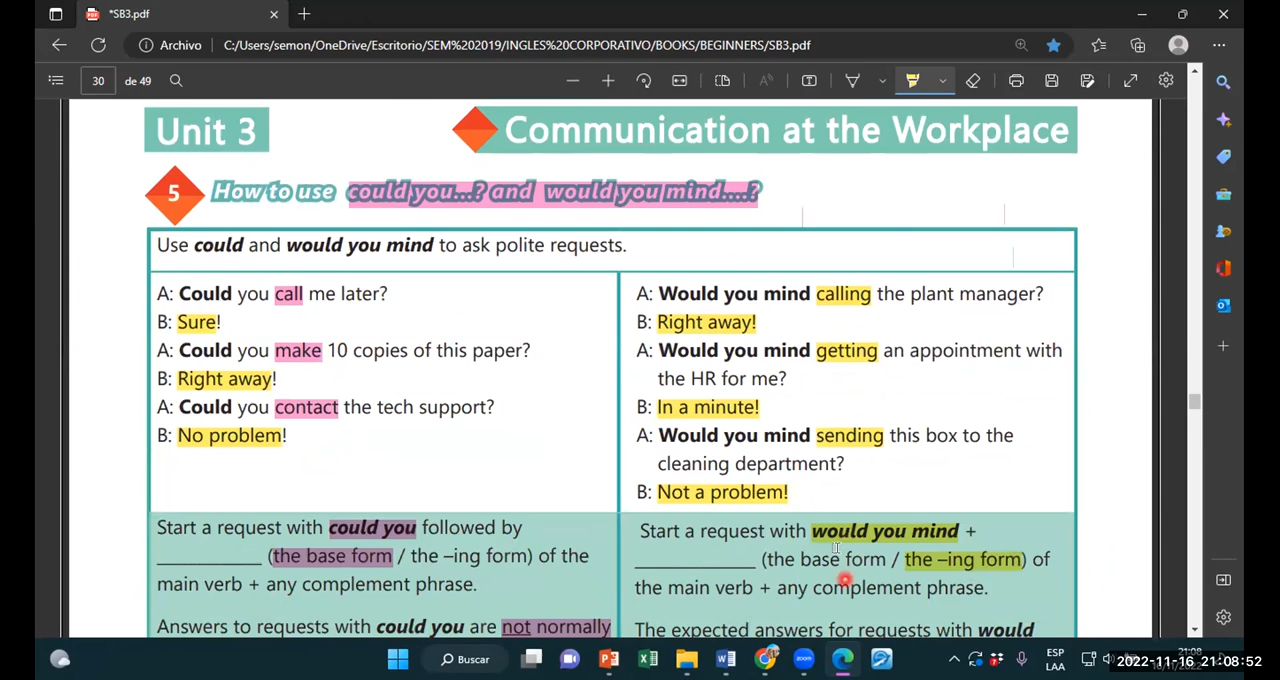 *SB3.pdf
Archivo
C:/Users/semon/OneDrive/Escritorio/SEM%202019/INGLES%20CORPORATIVO/BOOKS/BEGINNERS/SB3.pdf
30 de 49
Unit 3
Communication at the Workplace
5 How to use could you...? and would you mind....?
Use could and would you mind to ask polite requests.
A: Could you call me later?
B: Sure!
A: Could you make 10 copies of this paper?
B: Right away!
A: Could you contact the tech support?
B: No problem!
A: Would you mind calling the plant manager?
B: Right away!
A: Would you mind getting an appointment with
the HR for me?
B: In a minute!
A: Would you mind sending this box to the
cleaning department?
B: Not a problem!
Start a request with could you followed by
___________ (the base form / the –ing form) of the
main verb + any complement phrase.
Answers to requests with could you are not normally
Start a request with would you mind +
_____________ (the base form / the –ing form) of
the main verb + any complement phrase.
The expected answers for requests with would
Buscar
ESP
LAA
21:08
2022-11-16 21:08:52